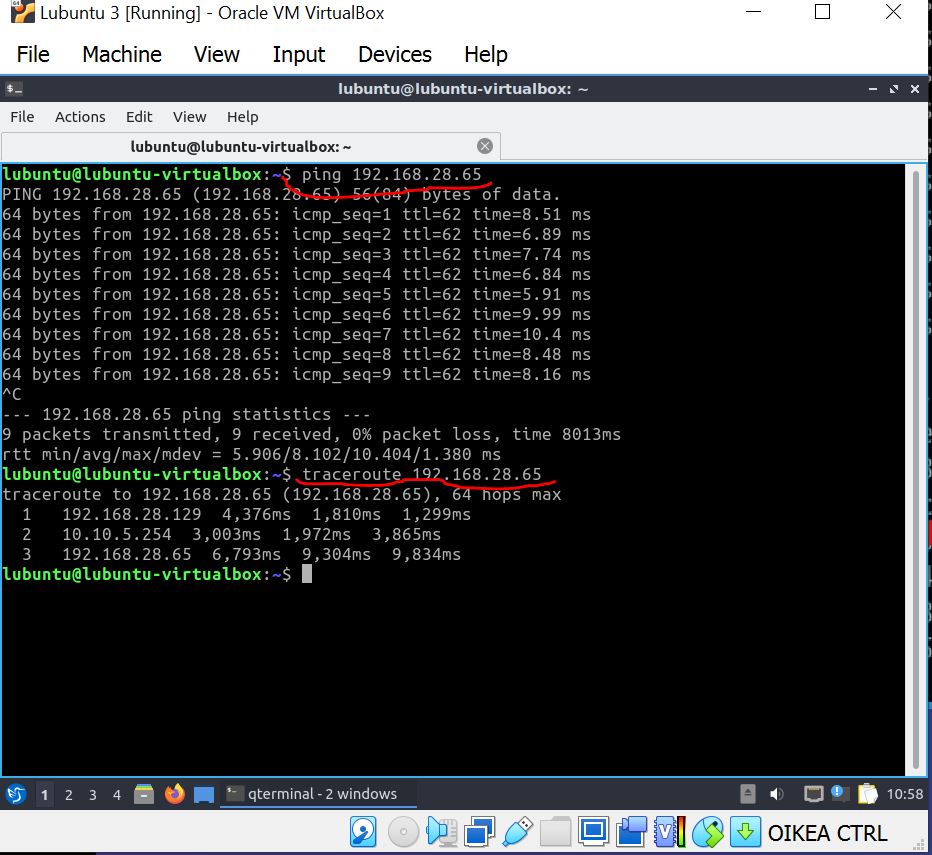 Lubuntu 3 [Running] - Oracle VM VirtualBox
File Machine View Input Devices Help
lubuntu@lubuntu-virtualbox: ~
File Actions Edit View Help
lubuntu@lubuntu-virtualbox: ~
lubuntu@lubuntu-virtualbox:~$ ping 192.168.28.65
PING 192.168.28.65 (192.168.28.65) 56(84) bytes of data.
64 bytes from 192.168.28.65: icmp_seq=1 ttl=62 time=8.51 ms
64 bytes from 192.168.28.65: icmp_seq=2 ttl=62 time=6.89 ms
64 bytes from 192.168.28.65: icmp_seq=3 ttl=62 time=7.74 ms
64 bytes from 192.168.28.65: icmp_seq=4 ttl=62 time=6.84 ms
64 bytes from 192.168.28.65: icmp_seq=5 ttl=62 time=5.91 ms
64 bytes from 192.168.28.65: icmp_seq=6 ttl=62 time=9.99 ms
64 bytes from 192.168.28.65: icmp_seq=7 ttl=62 time=10.4 ms
64 bytes from 192.168.28.65: icmp_seq=8 ttl=62 time=8.48 ms
64 bytes from 192.168.28.65: icmp_seq=9 ttl=62 time=8.16 ms
^C
--- 192.168.28.65 ping statistics ---
9 packets transmitted, 9 received, 0% packet loss, time 8013ms
rtt min/avg/max/mdev = 5.906/8.102/10.404/1.380 ms
lubuntu@lubuntu-virtualbox:~$ traceroute 192.168.28.65
traceroute to 192.168.28.65 (192.168.28.65), 64 hops max
1 192.168.28.129 4,376ms 1,810ms 1,299ms
2 10.10.5.254 3,003ms 1,972ms 3,865ms
3 192.168.28.65 6,793ms 9,304ms 9,834ms
lubuntu@lubuntu-virtualbox:~$
1 2 3 4 qterminal - 2 windows 10:58
OIKEA CTRL